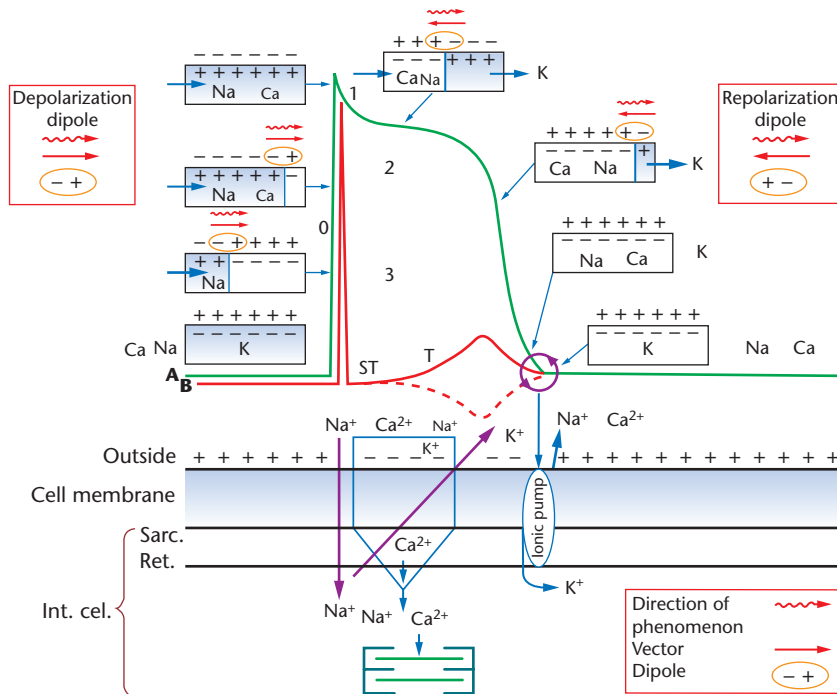 − − − − − −
+ + + + + +
Na Ca
+ + + − − −
− − − + + +
Ca Na
K
1
Depolarization
dipole
− +
Repolarization
dipole
+ −
− − − − − +
+ + + + + −
Na Ca
2
+ + + + + −
− − − − +
Ca Na
K
0
− − + + + +
+ + − − − −
Na
3
+ + + + + +
− − − − − −
Na Ca
K
+ + + + + +
− − − − − −
K
Ca Na
+ + + + + +
− − − − − −
K
Na Ca
A
B
ST
T
Na⁺ Ca²⁺ Na⁺
K⁺
K⁺
Na⁺ Ca²⁺
Outside
+ + + + + + − − − − − − + + + + + + + + + + +
Cell membrane
Ionic pump
Sarc.
Ret.
Ca²⁺
K⁺
Int. cel.
Na⁺ Na⁺ Ca²⁺
Direction of
phenomenon
Vector
Dipole
− +